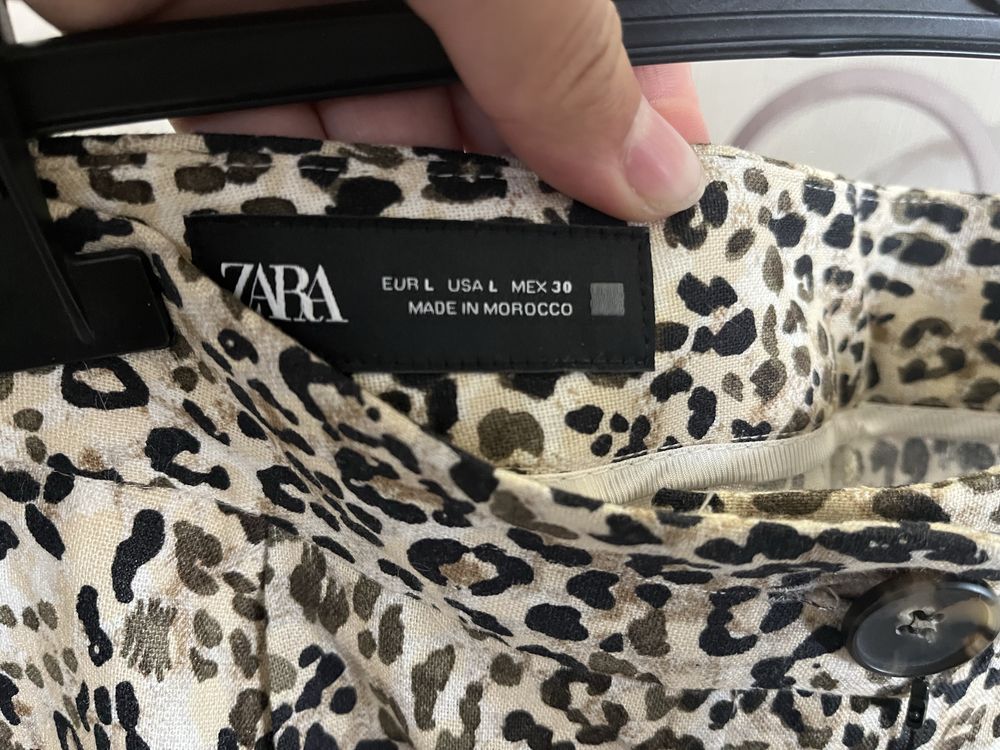 ZARA
EUR L USA L MEX 30
MADE IN MOROCCO